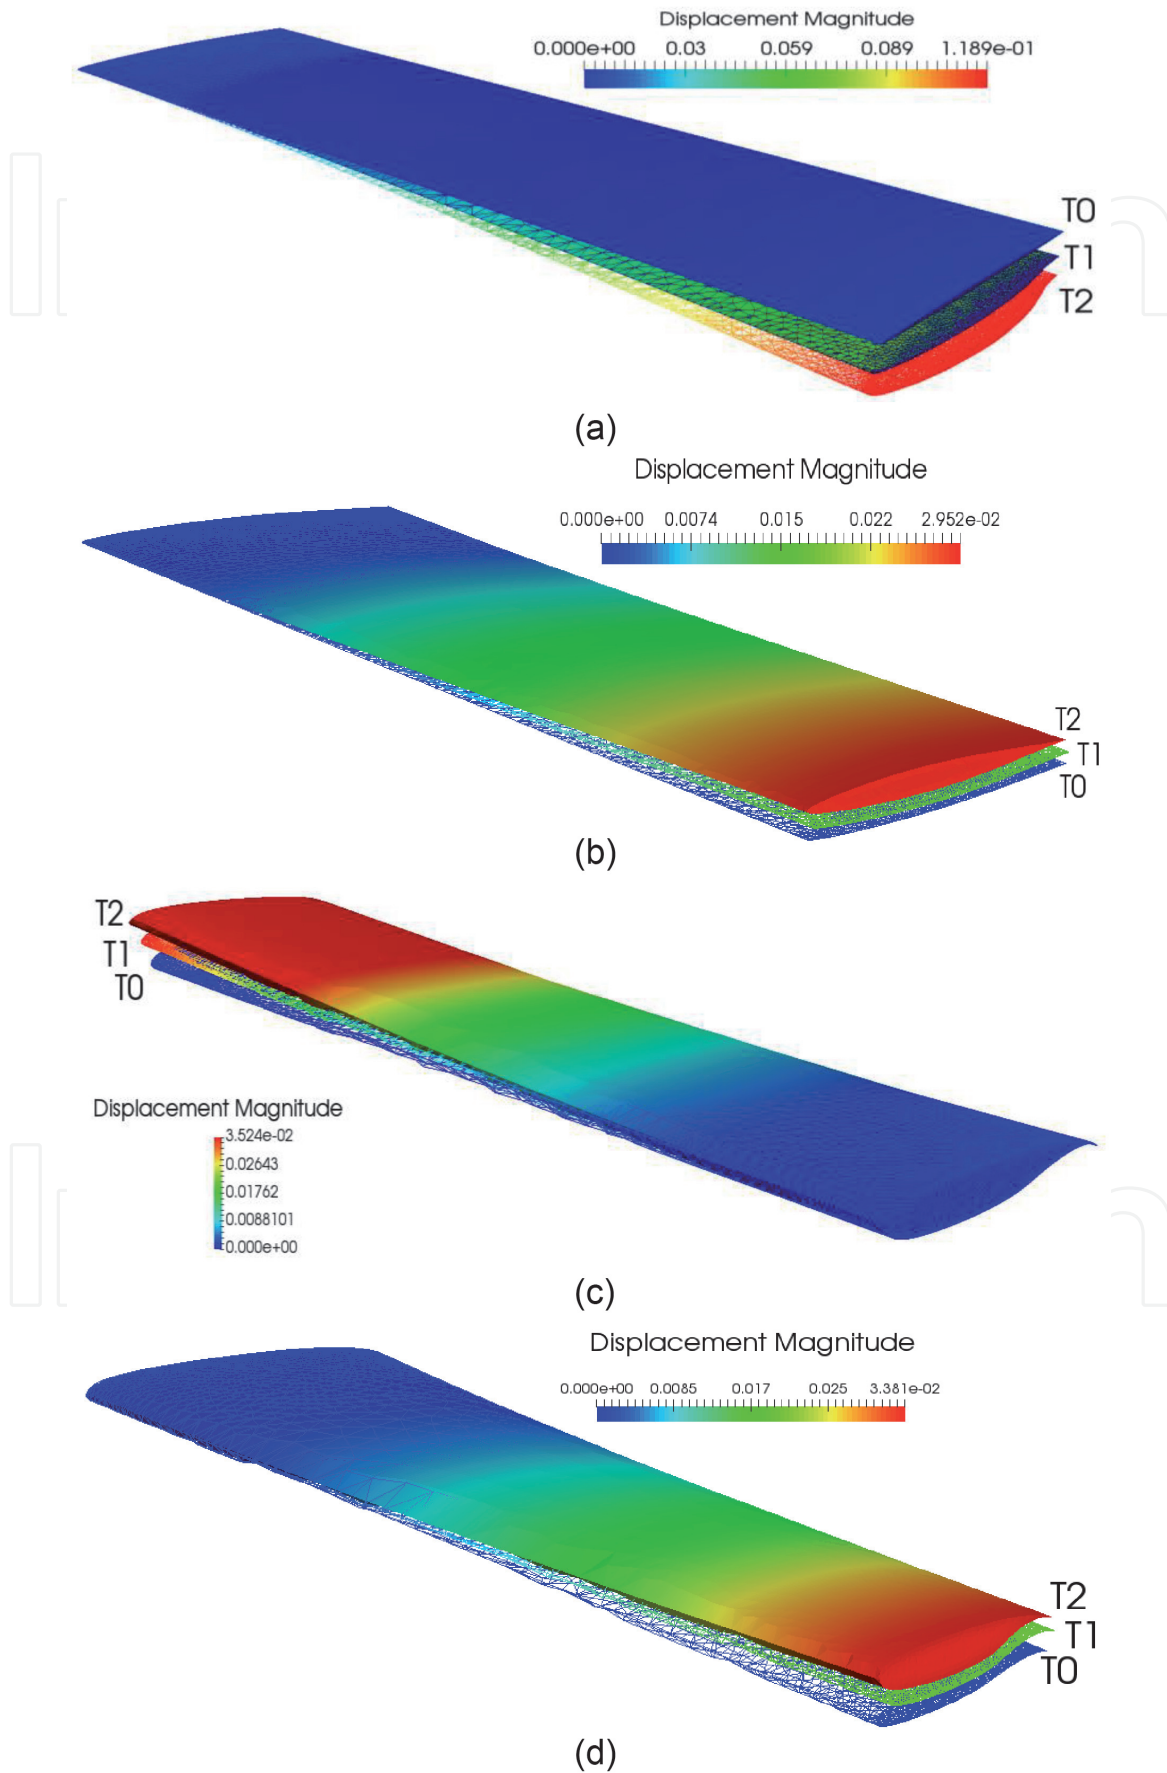 Displacement Magnitude
0.000e+00 0.03 0.059 0.089 1.189e-01
T0
T1
T2
(a)
Displacement Magnitude
0.000e+00 0.0074 0.015 0.022 2.952e-02
T2
T1
T0
(b)
T2
T1
T0
Displacement Magnitude
3.524e-02
0.02643
0.01762
0.0088101
0.000e+00
(c)
Displacement Magnitude
0.000e+00 0.0085 0.017 0.025 3.381e-02
T2
T1
T0
(d)